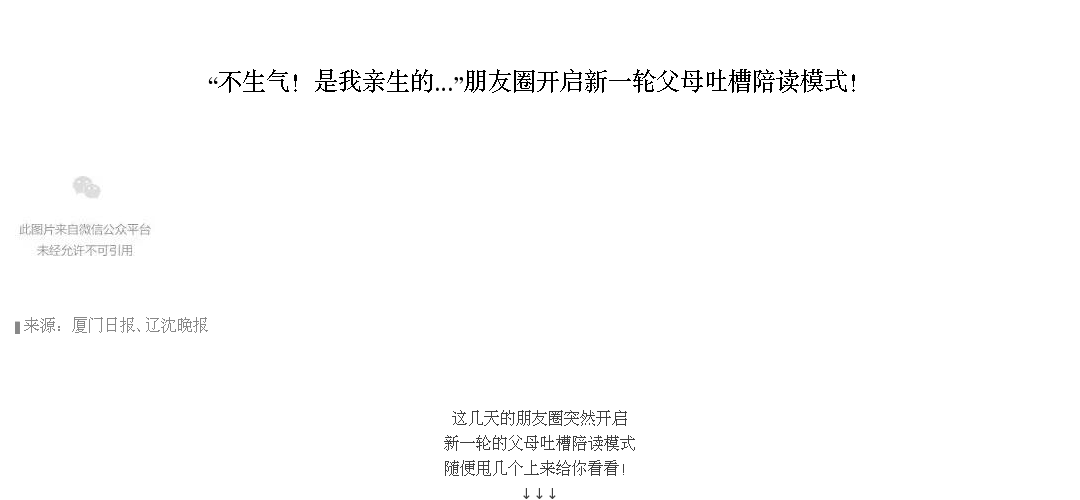 “不生气！是我亲生的...”朋友圈开启新一轮父母吐槽陪读模式！
此图片来自微信公众平台
未经允许不可引用
▮来源：厦门日报、辽沈晚报
这几天的朋友圈突然开启
新一轮的父母吐槽陪读模式
随便甩几个上来给你看看！
↓↓↓